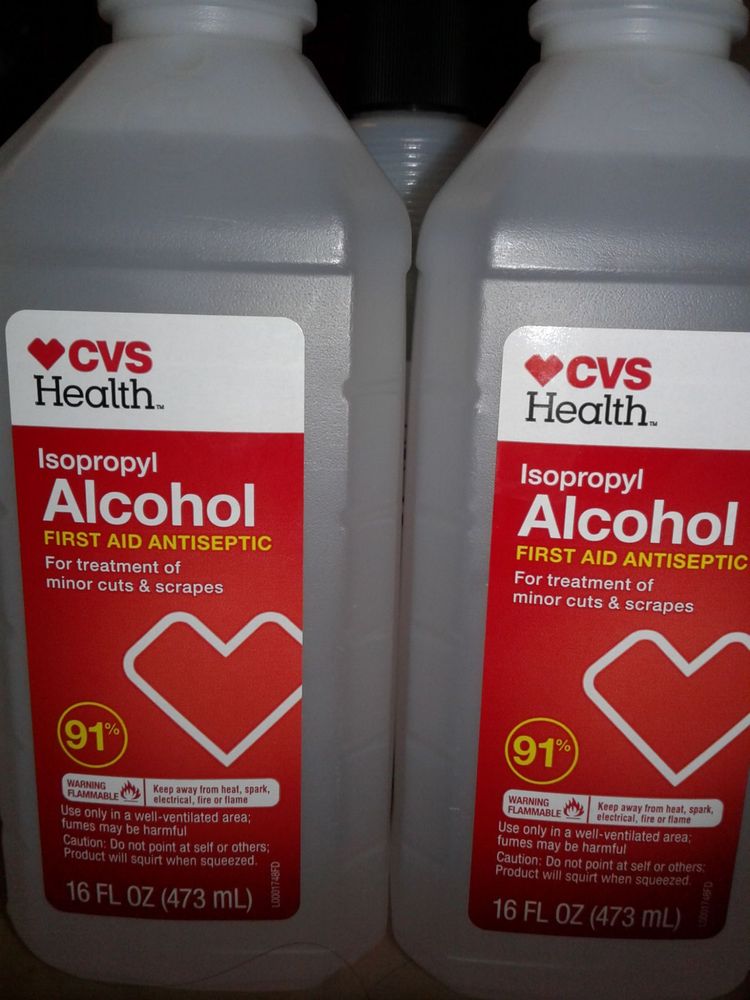 CVS
Health™
Isopropyl
Alcohol
FIRST AID ANTISEPTIC
For treatment of
minor cuts & scrapes
91%
WARNING
FLAMMABLE
Keep away from heat, spark,
electrical, fire or flame
Use only in a well-ventilated area;
fumes may be harmful
Caution: Do not point at self or others;
Product will squirt when squeezed.
16 FL OZ (473 mL)
CVS
Health™
Isopropyl
Alcohol
FIRST AID ANTISEPTIC
For treatment of
minor cuts & scrapes
91%
WARNING
FLAMMABLE
Keep away from heat, spark,
electrical, fire or flame
Use only in a well-ventilated area;
fumes may be harmful
Caution: Do not point at self or others;
Product will squirt when squeezed.
16 FL OZ (473 mL)